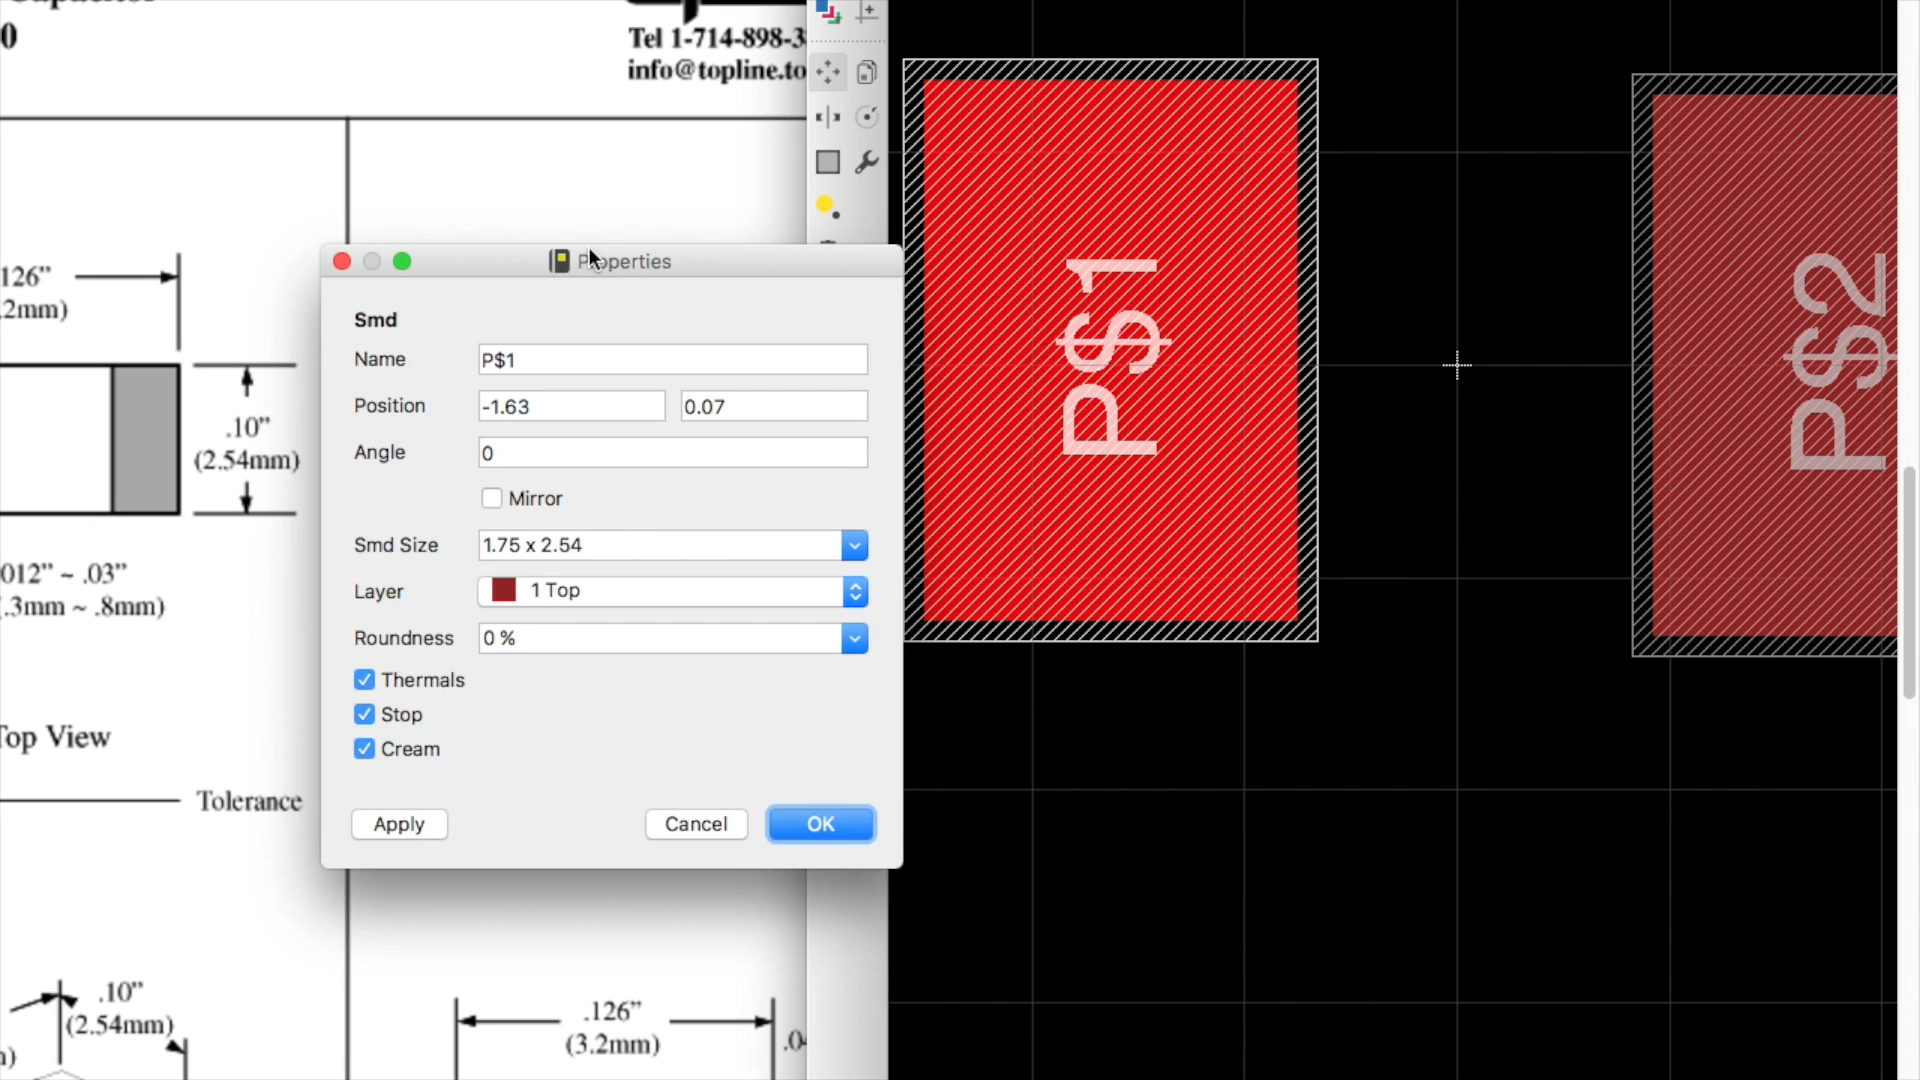 Tel 1-714-898-3
info@topline.to
0
126"
.2mm)
.10"
(2.54mm)
012" ~ .03"
.3mm ~ .8mm)
Top View
Tolerance
.10"
(2.54mm)
.126"
(3.2mm)
Properties
Smd
Name
P$1
Position
-1.63
0.07
Angle
0
Mirror
Smd Size
1.75 x 2.54
Layer
1 Top
Roundness
0 %
Thermals
Stop
Cream
Apply
Cancel
OK
P$1
P$2